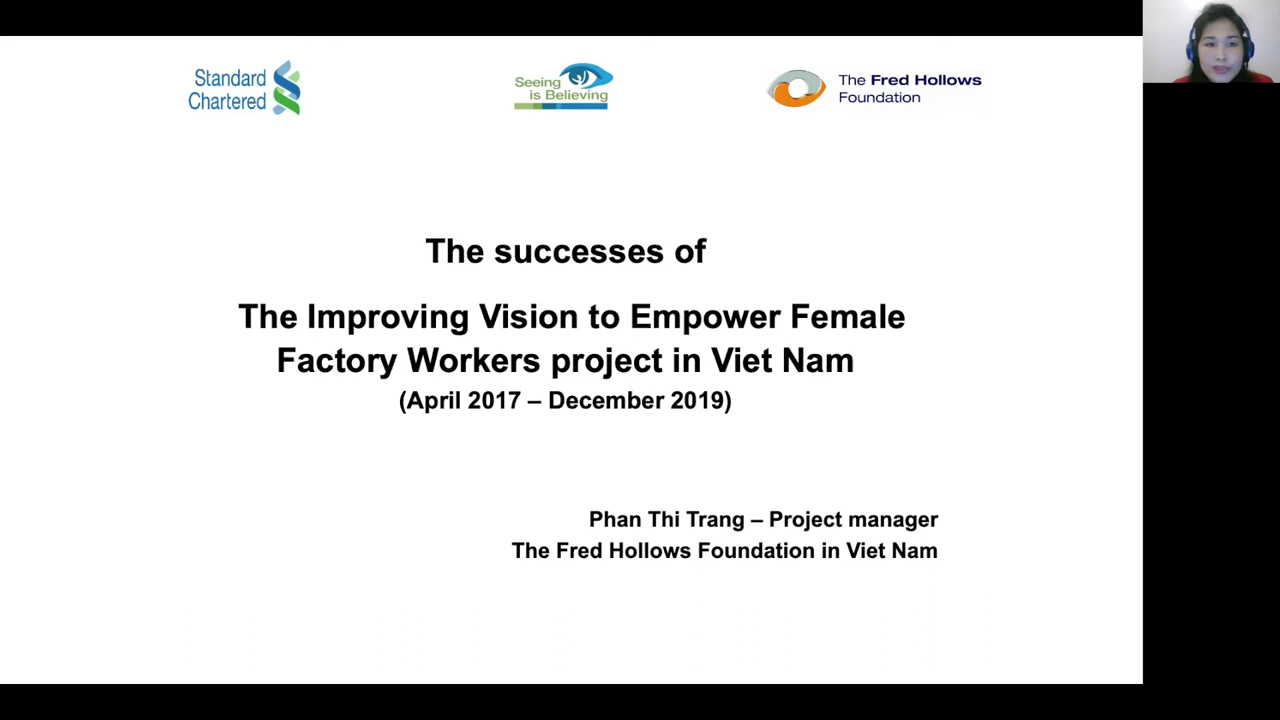 Standard
Chartered
Seeing
is Believing
The Fred Hollows
Foundation
The successes of
The Improving Vision to Empower Female
Factory Workers project in Viet Nam
(April 2017 – December 2019)
Phan Thi Trang – Project manager
The Fred Hollows Foundation in Viet Nam